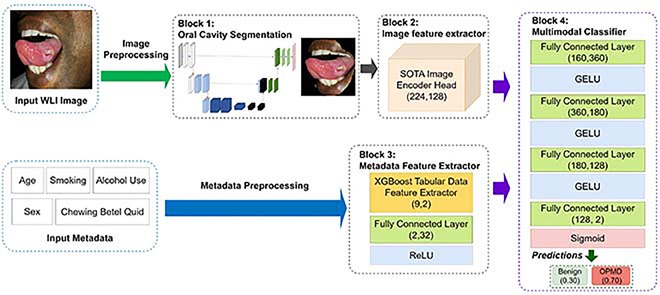 Image
Preprocessing
Input WLI Image
Block 1:
Oral Cavity Segmentation
Block 2:
Image feature extractor
SOTA Image
Encoder Head
(224,128)
Age
Smoking
Alcohol Use
Sex
Chewing Betel Quid
Input Metadata
Metadata Preprocessing
Block 3:
Metadata Feature Extractor
XGBoost Tabular Data
Feature Extractor
(9,2)
Fully Connected Layer
(2,32)
ReLU
Block 4:
Multimodal Classifier
Fully Connected Layer
(160,360)
GELU
Fully Connected Layer
(360,180)
GELU
Fully Connected Layer
(180,128)
GELU
Fully Connected Layer
(128, 2)
Sigmoid
Predictions
Benign
(0.30)
OPMD
(0.70)